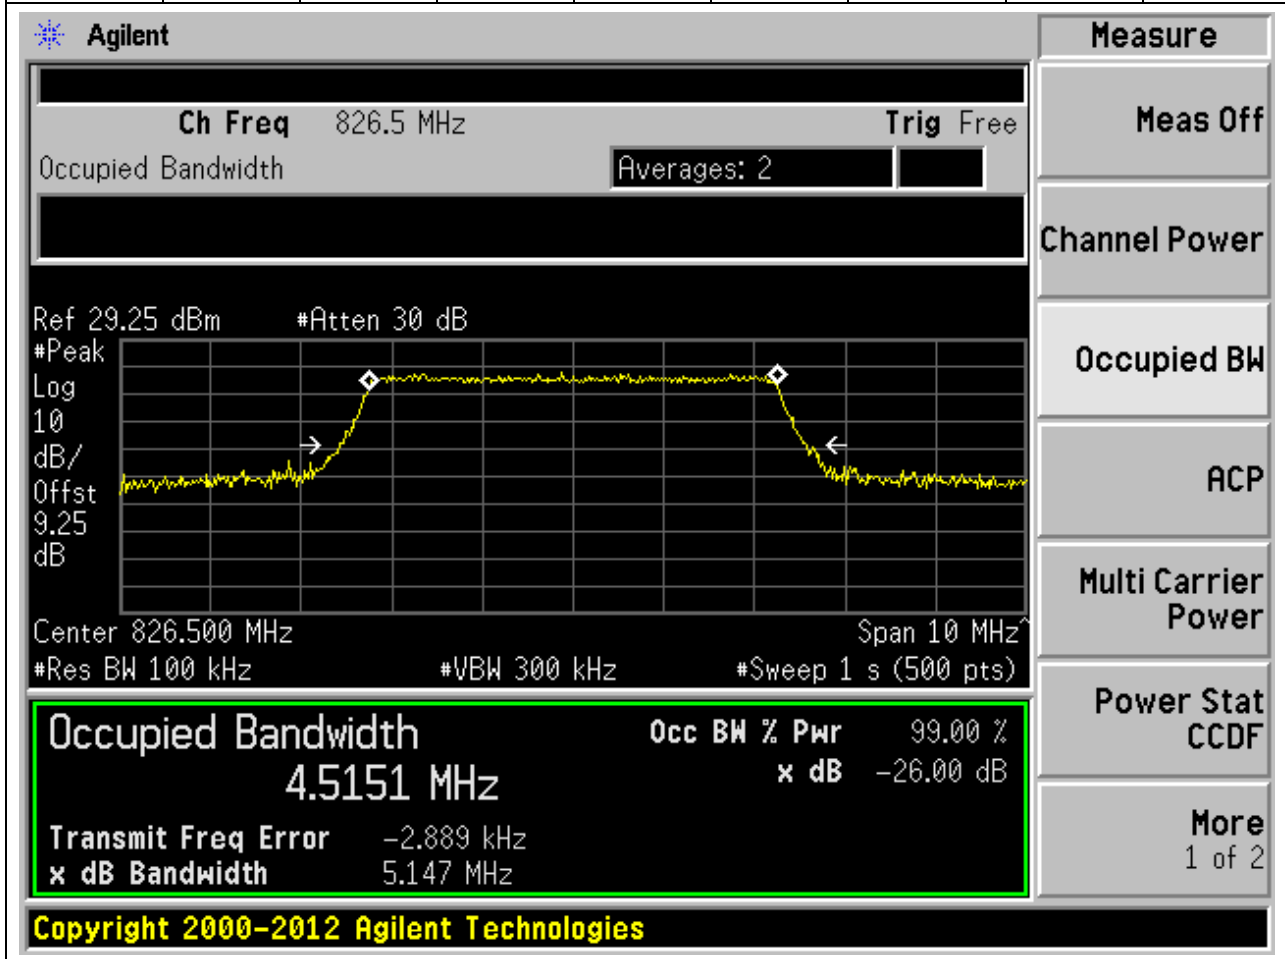 Agilent
Measure
Ch Freq 826.5 MHz Trig Free
Occupied Bandwidth Averages: 2
Meas Off
Channel Power
Occupied BW
ACP
Multi Carrier
Power
Power Stat
CCDF
More
1 of 2
Ref 29.25 dBm #Atten 30 dB
#Peak
Log
10
dB/
Offst
9.25
dB
Center 826.500 MHz Span 10 MHz^
#Res BW 100 kHz #VBW 300 kHz #Sweep 1 s (500 pts)
Occupied Bandwidth Occ BW % Pwr 99.00 %
4.5151 MHz x dB -26.00 dB
Transmit Freq Error -2.889 kHz
x dB Bandwidth 5.147 MHz
Copyright 2000-2012 Agilent Technologies